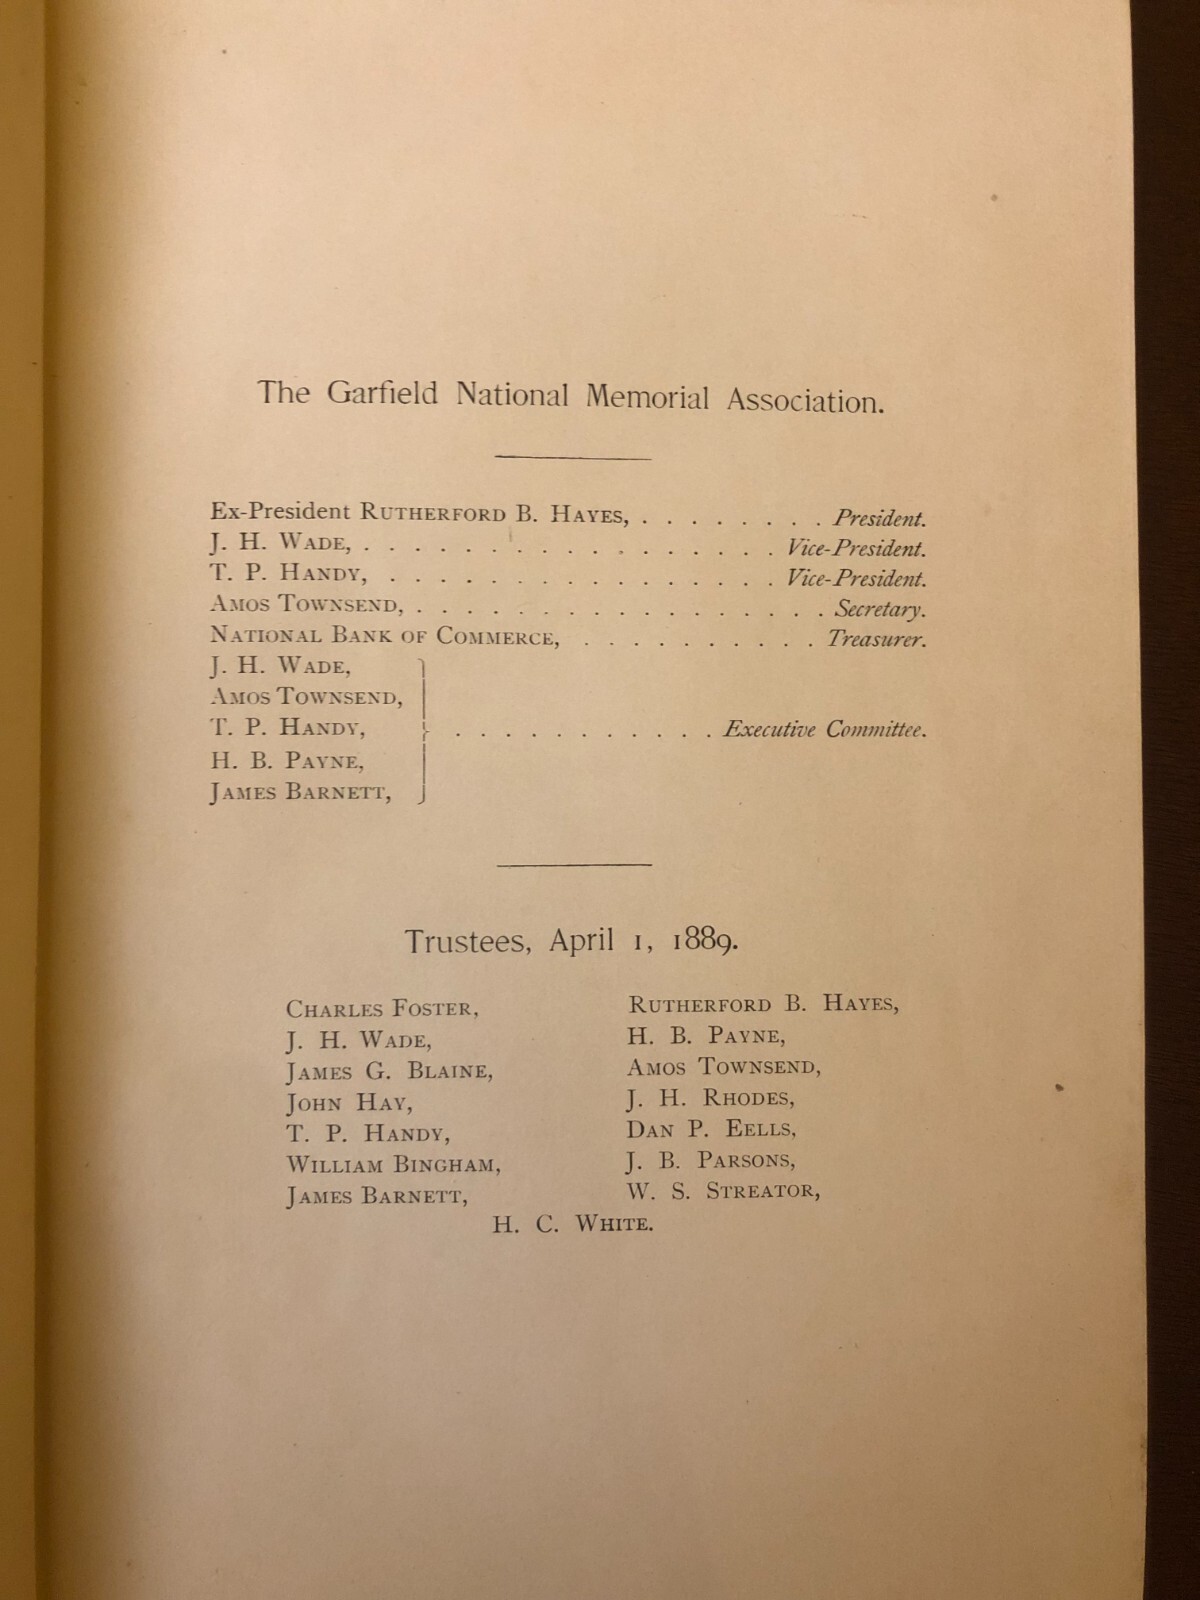 The Garfield National Memorial Association.
Ex-President Rutherford B. Hayes, . . . . . . . . President.
J. H. Wade, . . . . . . . . . . . . . . . . . Vice-President.
T. P. Handy, . . . . . . . . . . . . . . . . Vice-President.
Amos Townsend, . . . . . . . . . . . . . . . . . Secretary.
National Bank of Commerce, . . . . . . . . . . Treasurer.
J. H. Wade,
Amos Townsend,
T. P. Handy, } . . . . . . . . . . . Executive Committee.
H. B. Payne,
James Barnett,
Trustees, April 1, 1889.
Charles Foster, Rutherford B. Hayes,
J. H. Wade, H. B. Payne,
James G. Blaine, Amos Townsend,
John Hay, J. H. Rhodes,
T. P. Handy, Dan P. Eells,
William Bingham, J. B. Parsons,
James Barnett, W. S. Streator,
H. C. White.